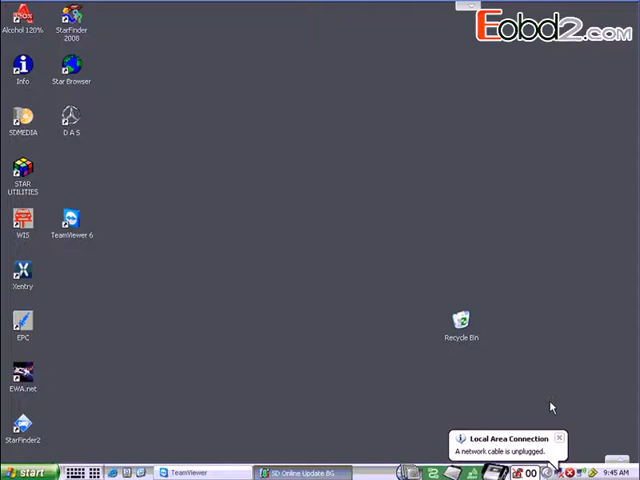 Eobd2.com
Alcohol 120%
StarFinder
2008
Info
Star Browser
SDMEDIA
D A S
STAR
UTILITIES
WIS
TeamViewer 6
Xentry
Recycle Bin
EPC
EWA.net
StarFinder2
Local Area Connection
A network cable is unplugged.
start
TeamViewer
SD Online Update BG
00
9:45 AM